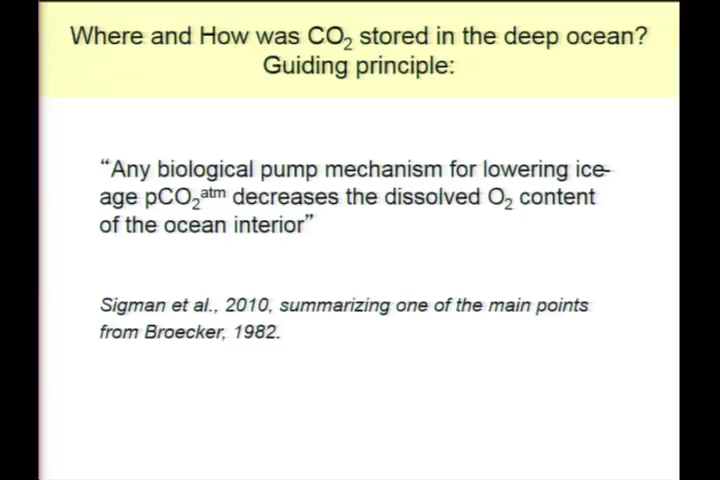 Where and How was CO₂ stored in the deep ocean?
Guiding principle:
“Any biological pump mechanism for lowering ice-
age pCO₂ᵃᵗᵐ decreases the dissolved O₂ content
of the ocean interior”
Sigman et al., 2010, summarizing one of the main points
from Broecker, 1982.